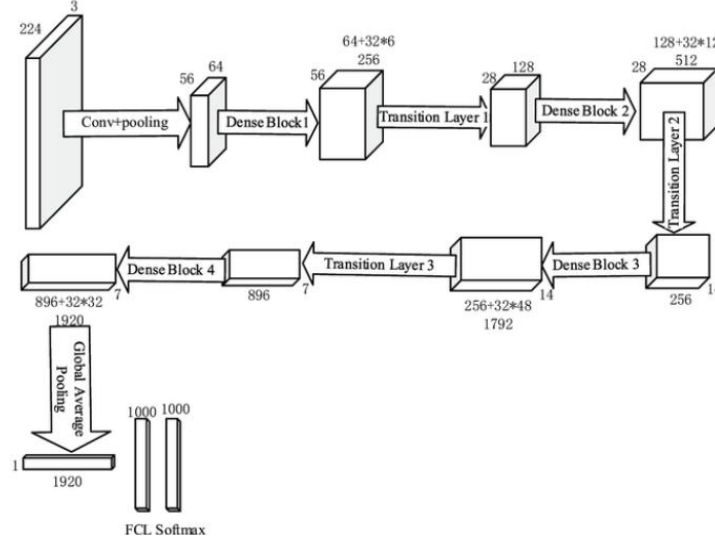 3
224
Conv+pooling
56
64
Dense Block1
64+32*6
256
56
Transition Layer 1
28
128
Dense Block 2
128+32*12
512
28
Transition Layer 2
256
Dense Block 3
14
256+32*48
1792
Transition Layer 3
7
896
Dense Block 4
7
896+32*32
1920
Global Average
Pooling
1
1920
1000
1000
FCL Softmax